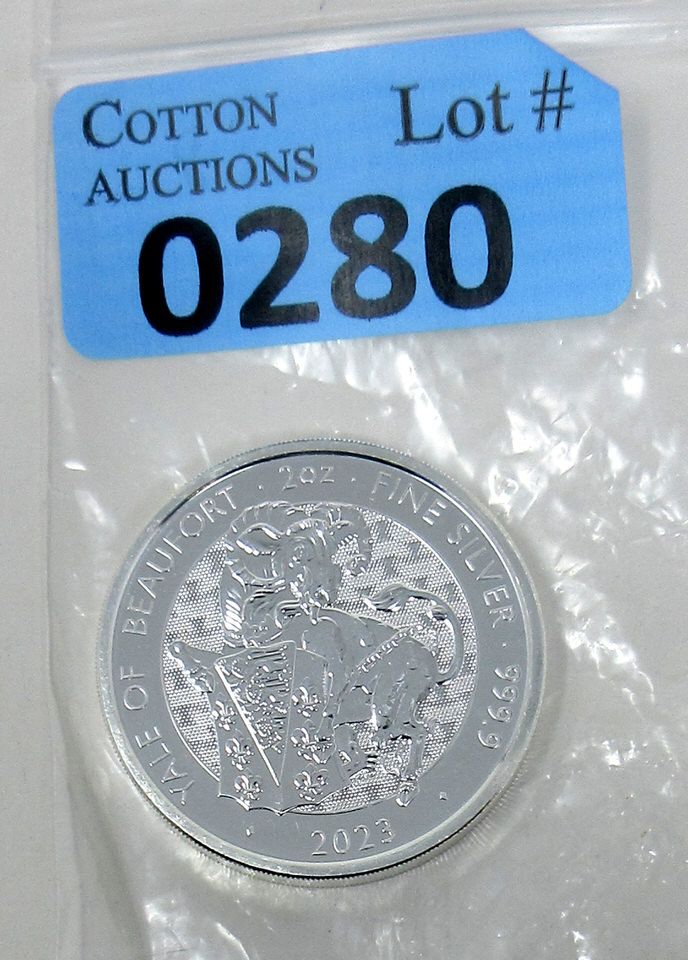 COTTON
AUCTIONS
Lot #
0280
YALE OF BEAUFORT · 2OZ · FINE SILVER · 999.9
2023